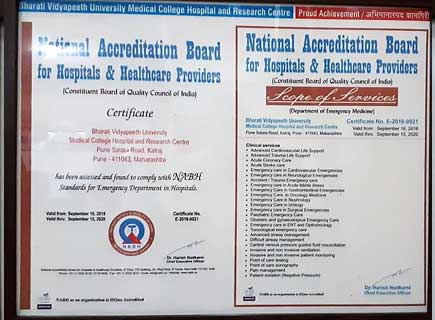 Bharati Vidyapeeth University Medical College Hospital and Research Centre
Proud Achievement / अभिमानास्पद कामगिरी
National Accreditation Board
for Hospitals & Healthcare Providers
(Constituent Board of Quality Council of India)
Certificate
Bharati Vidyapeeth University
Medical College Hospital and Research Centre
Pune Satara Road, Katraj
Pune - 411043, Maharashtra
has been assessed and found to comply with NABH
Standards for Emergency Department in Hospitals.
Valid from: September 16, 2018
Valid thru: September 15, 2020
Certificate No.
E-2018-0021
NABH
Dr. Harish Nadkarni
Chief Executive Officer
NABH as an organization is ISQua Accredited
National Accreditation Board
for Hospitals & Healthcare Providers
(Constituent Board of Quality Council of India)
Scope of Services
(Department of Emergency Medicine)
Bharati Vidyapeeth University
Medical College Hospital and Research Centre
Pune Satara Road, Katraj, Pune - 411043, Maharashtra
Certificate No. E-2018-0021
Valid from : September 16, 2018
Valid thru : September 15, 2020
Clinical services
Advanced Cardiovascular Life Support
Advanced Trauma Life Support
Acute Coronary Care
Acute Stroke care
Emergency care in Cardiovascular Emergencies
Emergency care in Neurological Emergencies
Accident / Trauma Emergency care
Emergency care in Acute febrile illness
Emergency care in Gastrointestinal Emergencies
Emergency Care in Oncology Medicine
Emergency Care in Nephrology
Emergency care in Urology
Emergency care in Surgical Emergencies
Paediatric Emergency Care
Obstetric and gynaecological Emergency Care
Emergency care in ENT and Opthalmology
Toxicological emergency care
Advanced airway management
Difficult airway management
Central venous pressure guided fluid resuscitation
Invasive and non invasive ventilation
Invasive and non invasive patient monitoring
Point of care testing
Point of care sonography
Pain management
Patient isolation (Negative Pressure)
Dr. Harish Nadkarni
Chief Executive Officer
NABH as an organization is ISQua Accredited